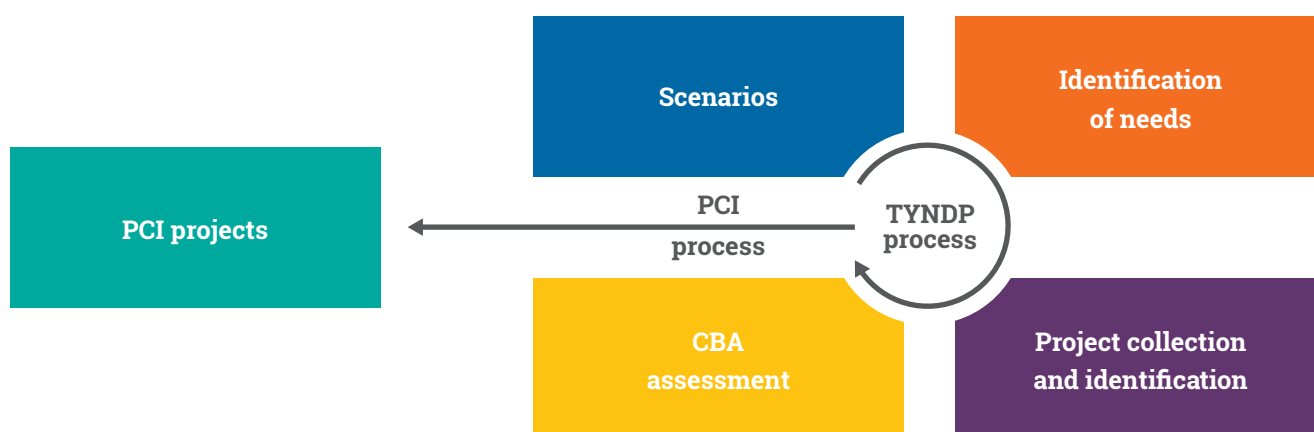 Scenarios
Identification
of needs
PCI projects
PCI
process
TYNDP
process
CBA
assessment
Project collection
and identification